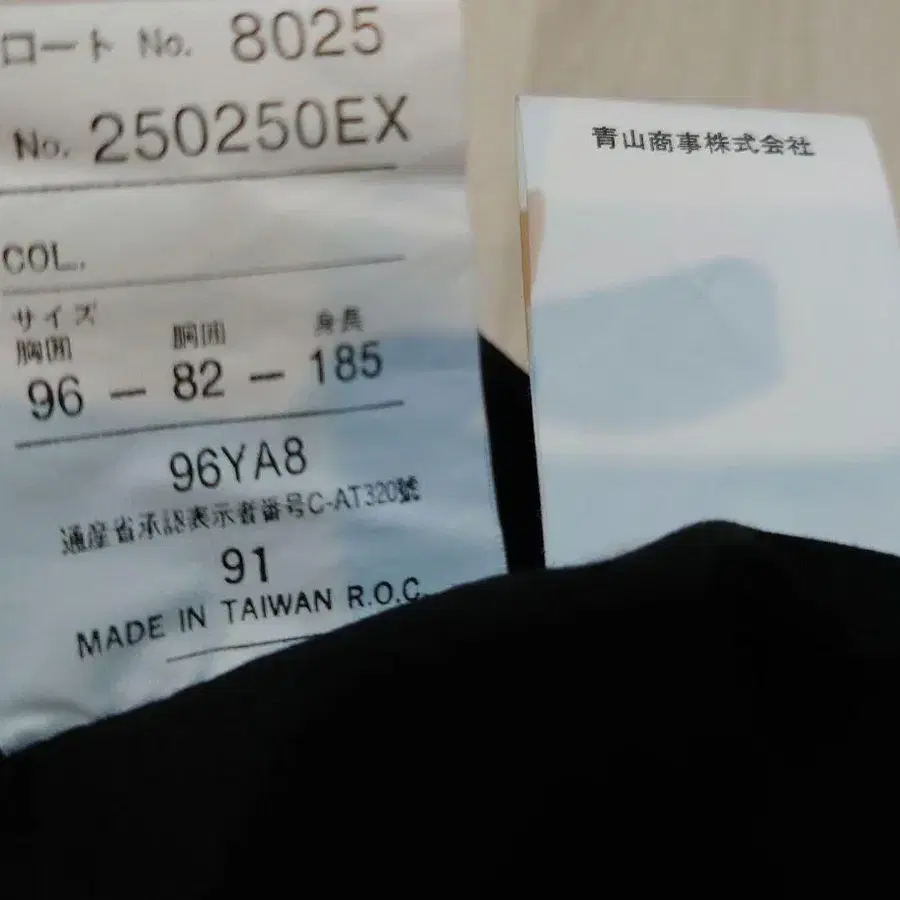 ロート No. 8025
No. 250250EX
COL.
サイズ
胸囲 胴囲 身長
96 — 82 — 185
96YA8
通産省承認表示者番号C-AT320號
91
MADE IN TAIWAN R.O.C.
青山商事株式会社